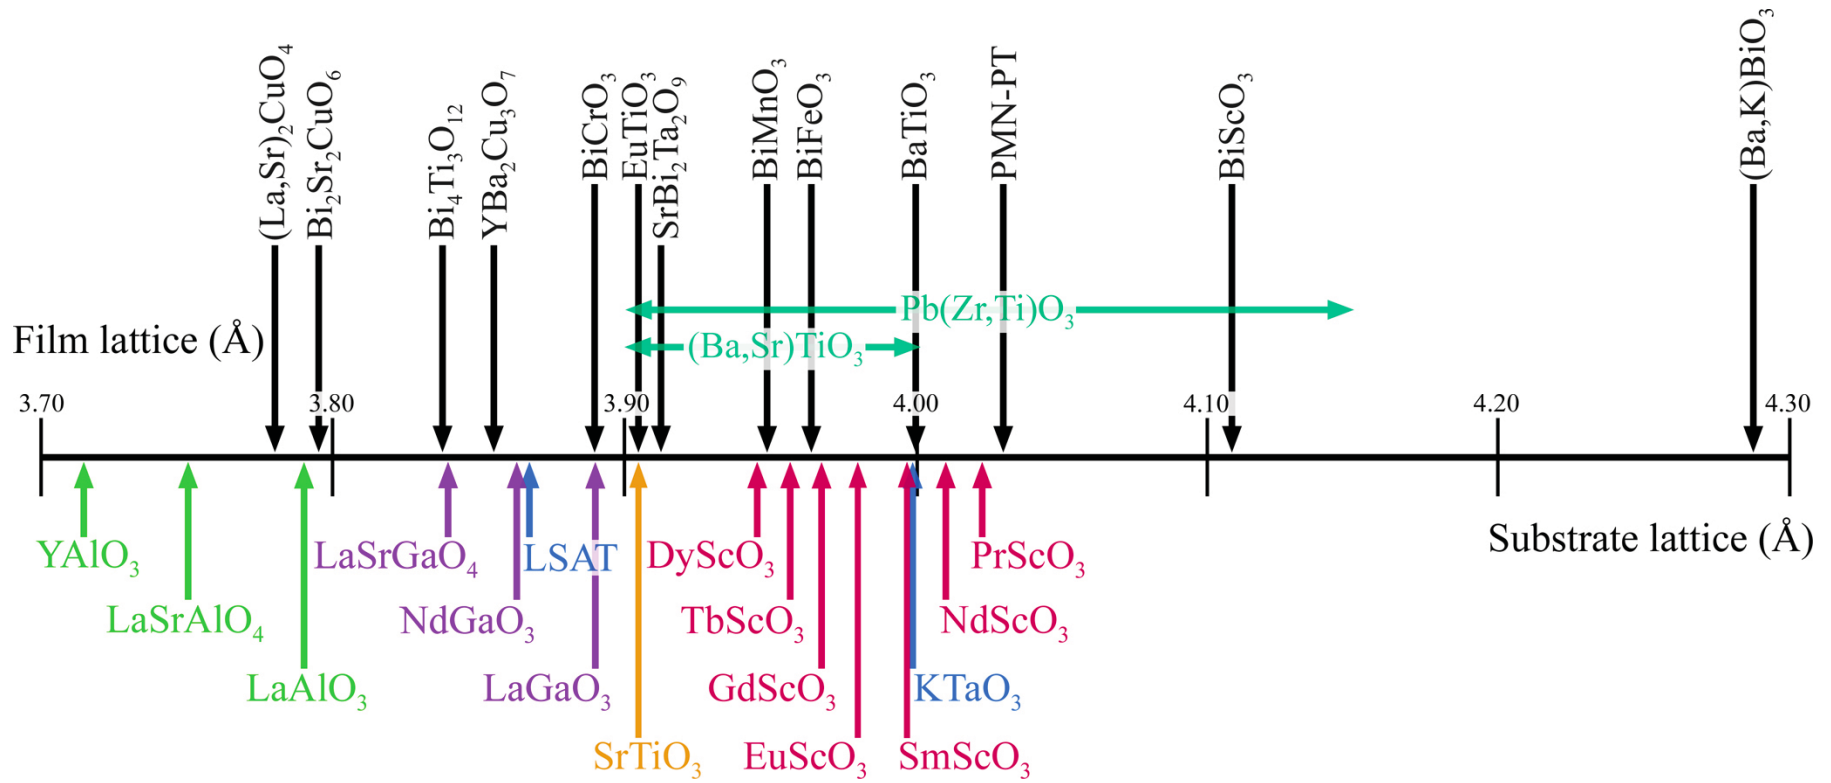 (La,Sr)₂CuO₄
Bi₂Sr₂CuO₆
Bi₄Ti₃O₁₂
YBa₂Cu₃O₇
BiCrO₃
EuTiO₃
SrBi₂Ta₂O₉
BiMnO₃
BiFeO₃
BaTiO₃
PMN-PT
BiScO₃
(Ba,K)BiO₃
Pb(Zr,Ti)O₃
(Ba,Sr)TiO₃
Film lattice (Å)
3.70
3.80
3.90
4.00
4.10
4.20
4.30
Substrate lattice (Å)
YAlO₃
LaSrGaO₄
LSAT
DyScO₃
PrScO₃
LaSrAlO₄
NdGaO₃
TbScO₃
NdScO₃
LaAlO₃
LaGaO₃
GdScO₃
KTaO₃
SrTiO₃
EuScO₃
SmScO₃